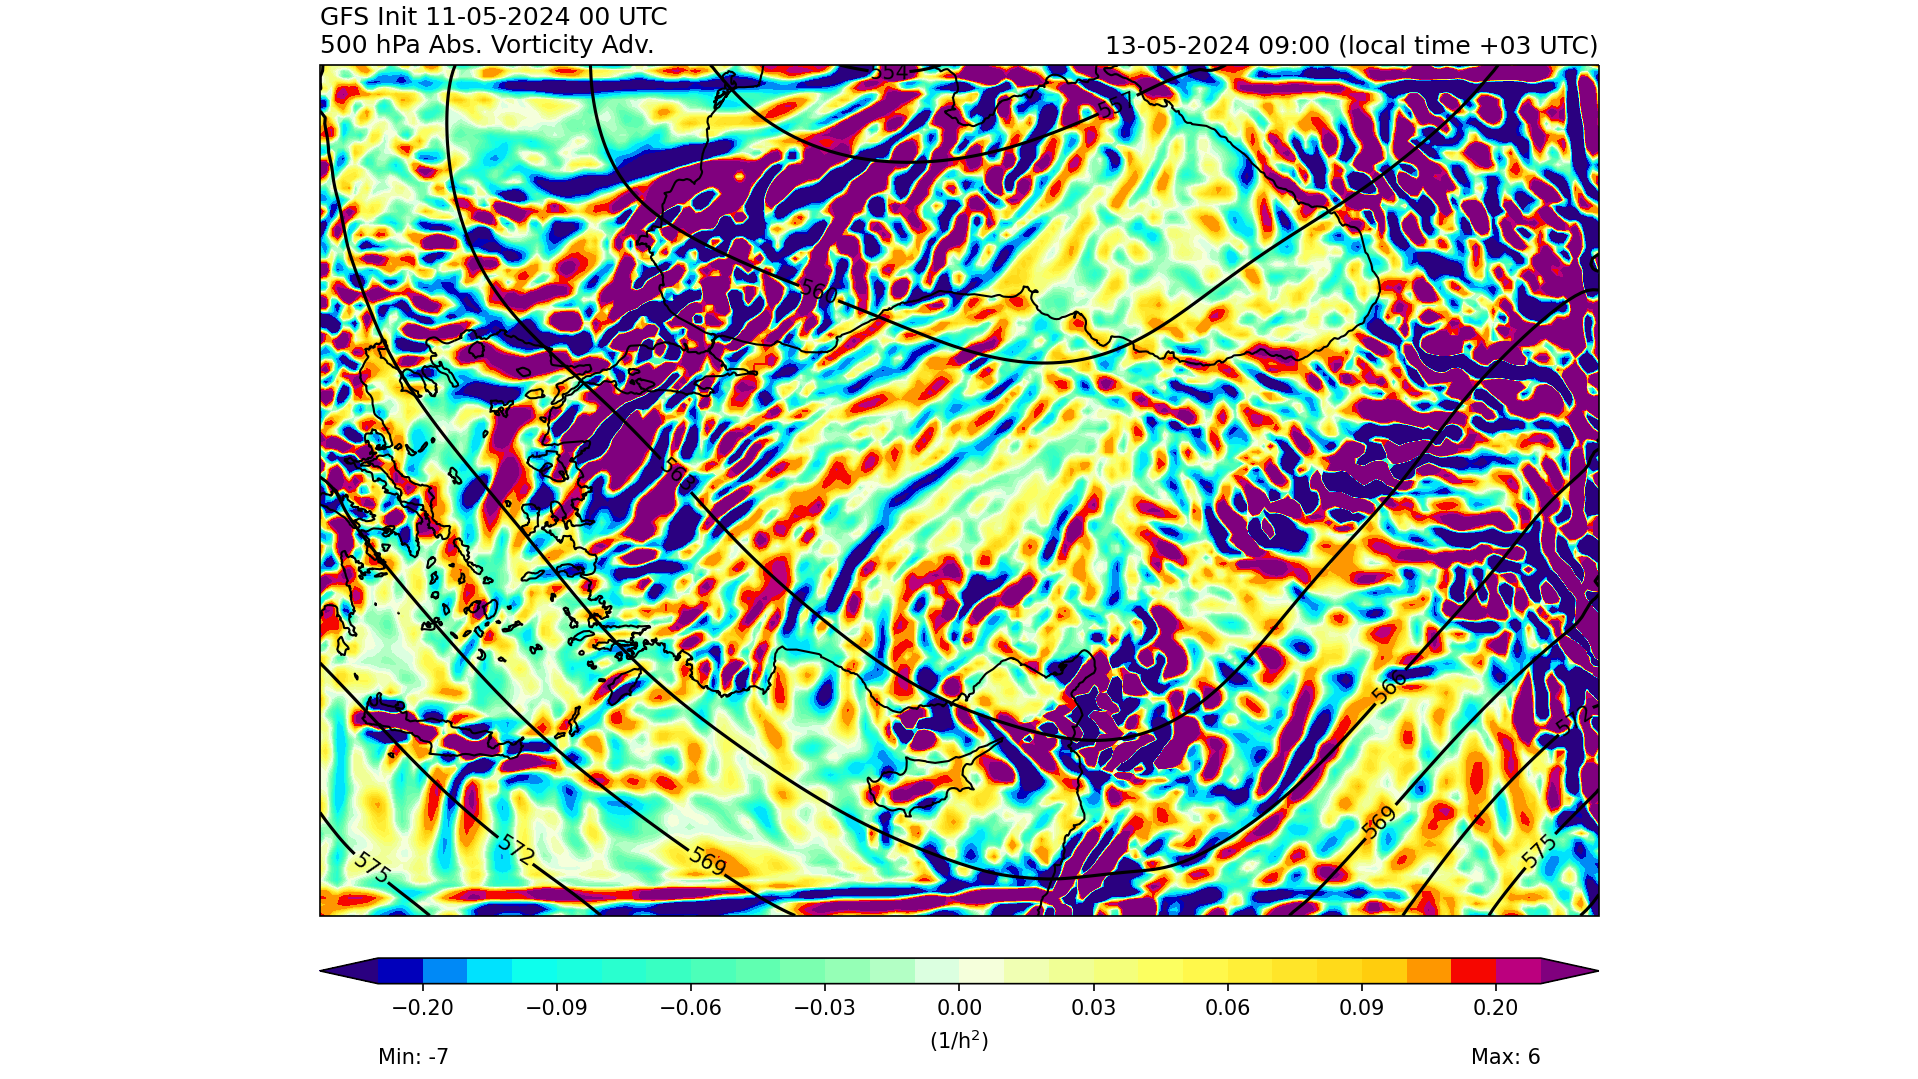 GFS Init 11-05-2024 00 UTC
500 hPa Abs. Vorticity Adv.
13-05-2024 09:00 (local time +03 UTC)
554
557
560
563
566
572
575
572
569
569
575
−0.20 −0.09 −0.06 −0.03 0.00 0.03 0.06 0.09 0.20
(1/h²)
Min: -7
Max: 6